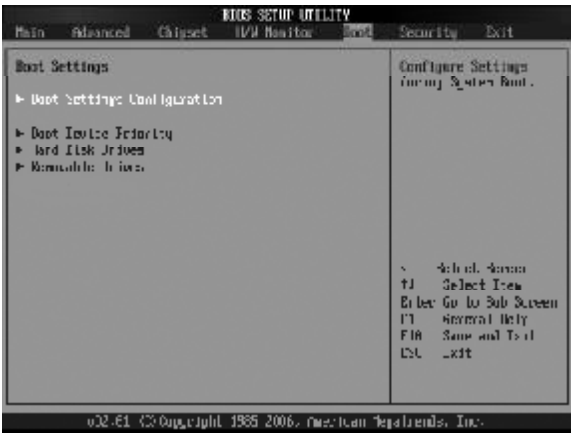 BIOS SETUP UTILITY
Main Advanced Chipset H/W Monitor Boot Security Exit
Boot Settings
Configure Settings
during System Boot.
► Boot Settings Configuration
► Boot Device Priority
► Hard Disk Drives
► Removable Drives
Select Screen
↑↓ Select Item
Enter Go to Sub Screen
F1 General Help
F10 Save and Exit
ESC Exit
v02.61 (C) Copyright 1985-2006, American Megatrends, Inc.